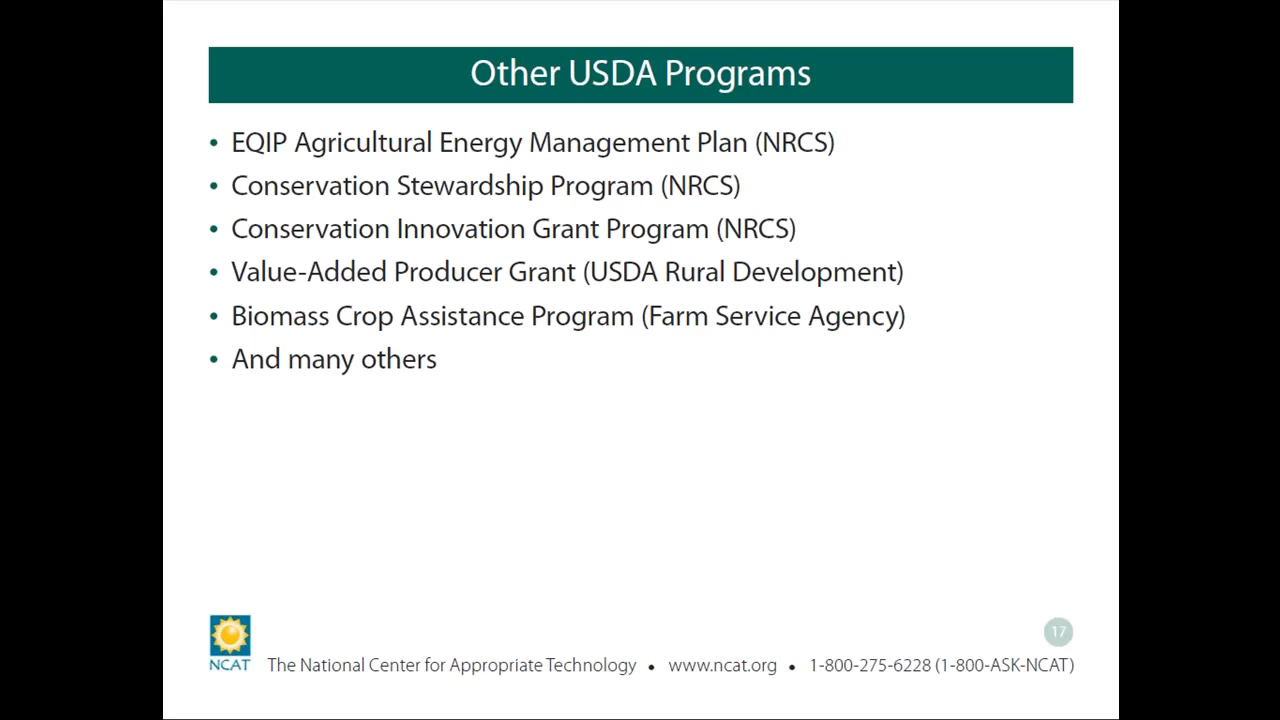 Other USDA Programs
• EQIP Agricultural Energy Management Plan (NRCS)
• Conservation Stewardship Program (NRCS)
• Conservation Innovation Grant Program (NRCS)
• Value-Added Producer Grant (USDA Rural Development)
• Biomass Crop Assistance Program (Farm Service Agency)
• And many others
17
NCAT The National Center for Appropriate Technology • www.ncat.org • 1-800-275-6228 (1-800-ASK-NCAT)